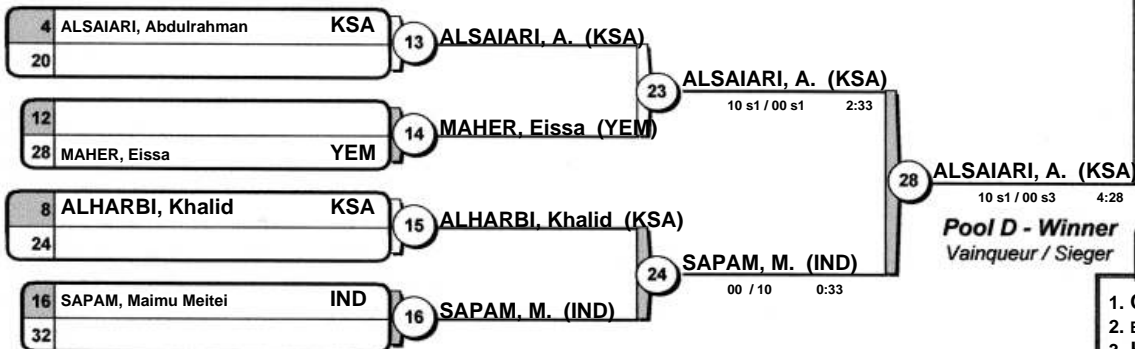 4 ALSAIARI, Abdulrahman KSA
20
13 ALSAIARI, A. (KSA)
12
28 MAHER, Eissa YEM
14 MAHER, Eissa (YEM)
23 ALSAIARI, A. (KSA)
10 s1 / 00 s1 2:33
8 ALHARBI, Khalid KSA
24
15 ALHARBI, Khalid (KSA)
16 SAPAM, Maimu Meitei IND
32
16 SAPAM, M. (IND)
24 SAPAM, M. (IND)
00 / 10 0:33
28 ALSAIARI, A. (KSA)
10 s1 / 00 s3 4:28
Pool D - Winner
Vainqueur / Sieger
1.
2.